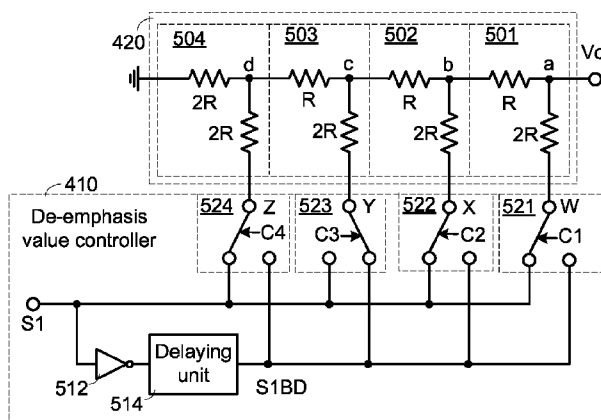 420
504
503
502
501
Vo
d
c
b
a
2R
R
R
R
2R
2R
2R
2R
410
De-emphasis
value controller
524
Z
523
Y
522
X
521
W
C4
C3
C2
C1
S1
512
Delaying
unit
514
S1BD